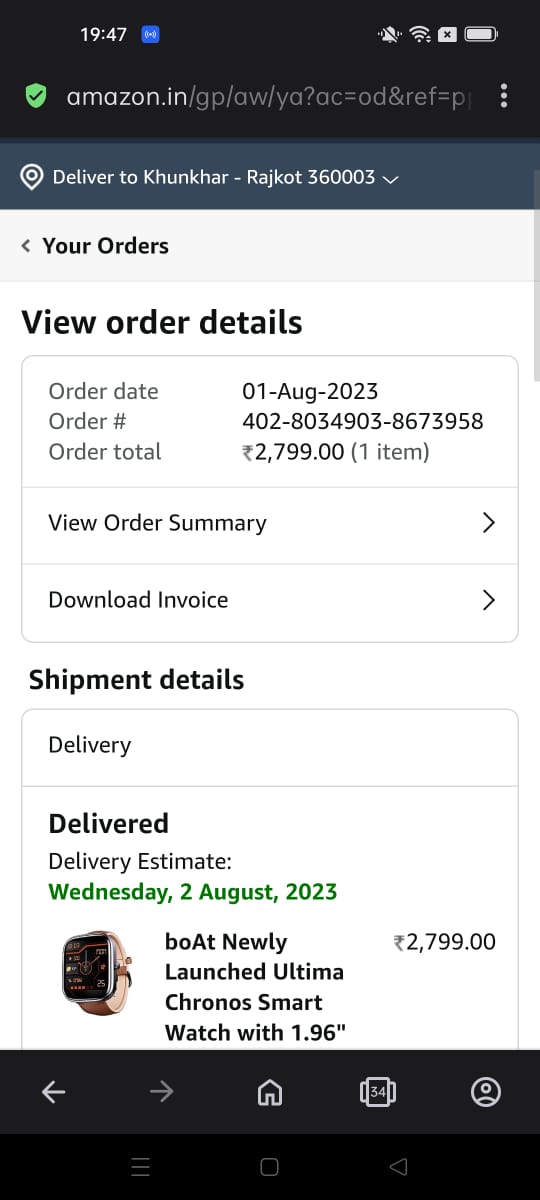 19:47
amazon.in/gp/aw/ya?ac=od&ref=p
Deliver to Khunkhar - Rajkot 360003
Your Orders
View order details
Order date 01-Aug-2023
Order # 402-8034903-8673958
Order total ₹2,799.00 (1 item)
View Order Summary
Download Invoice
Shipment details
Delivery
Delivered
Delivery Estimate:
Wednesday, 2 August, 2023
boAt Newly ₹2,799.00
Launched Ultima
Chronos Smart
Watch with 1.96"
34